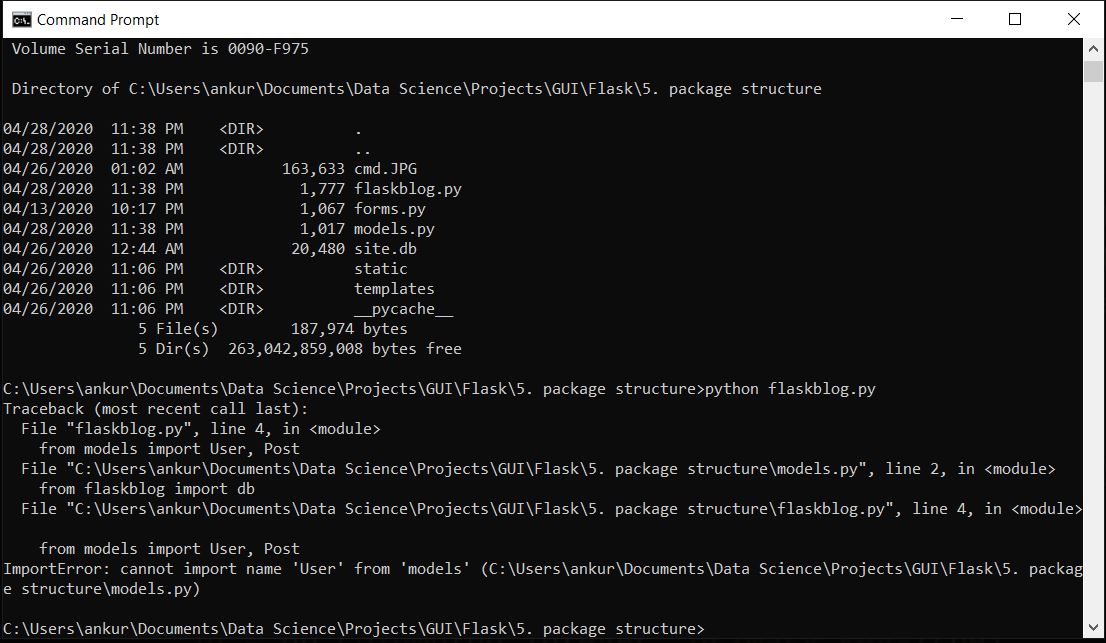 Command Prompt
Volume Serial Number is 0090-F975
Directory of C:\Users\ankur\Documents\Data Science\Projects\GUI\Flask\5. package structure
04/28/2020  11:38 PM    <DIR>          .
04/28/2020  11:38 PM    <DIR>          ..
04/26/2020  01:02 AM           163,633 cmd.JPG
04/28/2020  11:38 PM             1,777 flaskblog.py
04/13/2020  10:17 PM             1,067 forms.py
04/28/2020  11:38 PM             1,017 models.py
04/26/2020  12:44 AM            20,480 site.db
04/26/2020  11:06 PM    <DIR>          static
04/26/2020  11:06 PM    <DIR>          templates
04/26/2020  11:06 PM    <DIR>          __pycache__
               5 File(s)        187,974 bytes
               5 Dir(s)  263,042,859,008 bytes free
C:\Users\ankur\Documents\Data Science\Projects\GUI\Flask\5. package structure>python flaskblog.py
Traceback (most recent call last):
  File "flaskblog.py", line 4, in <module>
    from models import User, Post
  File "C:\Users\ankur\Documents\Data Science\Projects\GUI\Flask\5. package structure\models.py", line 2, in <module>
    from flaskblog import db
  File "C:\Users\ankur\Documents\Data Science\Projects\GUI\Flask\5. package structure\flaskblog.py", line 4, in <module>
    from models import User, Post
ImportError: cannot import name 'User' from 'models' (C:\Users\ankur\Documents\Data Science\Projects\GUI\Flask\5. packag
e structure\models.py)
C:\Users\ankur\Documents\Data Science\Projects\GUI\Flask\5. package structure>